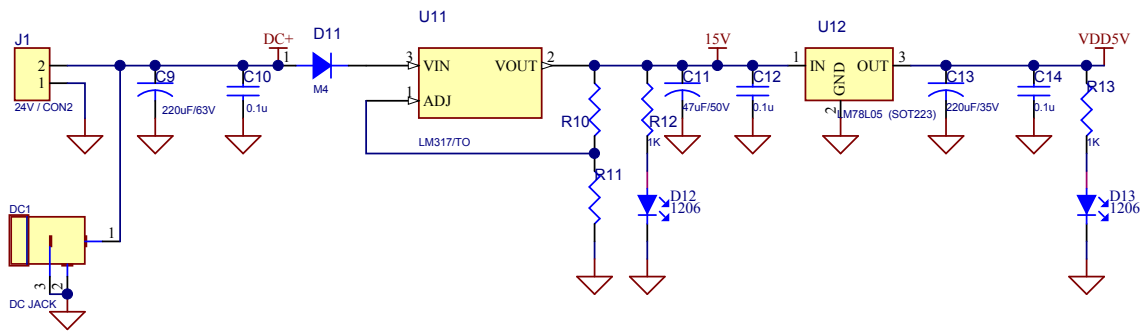 J1
2
1
24V / CON2
C9
220uF/63V
C10
0.1u
DC+
1
D11
M4
U11
3
VIN
VOUT
2
1
ADJ
LM317/TO
R10
R11
R12
1K
D12
1206
C11
47uF/50V
15V
C12
0.1u
U12
1
IN
OUT
3
GND
2
LM78L05 (SOT223)
C13
220uF/35V
C14
0.1u
VDD5V
R13
1K
D13
1206
DC1
1
3
2
DC JACK